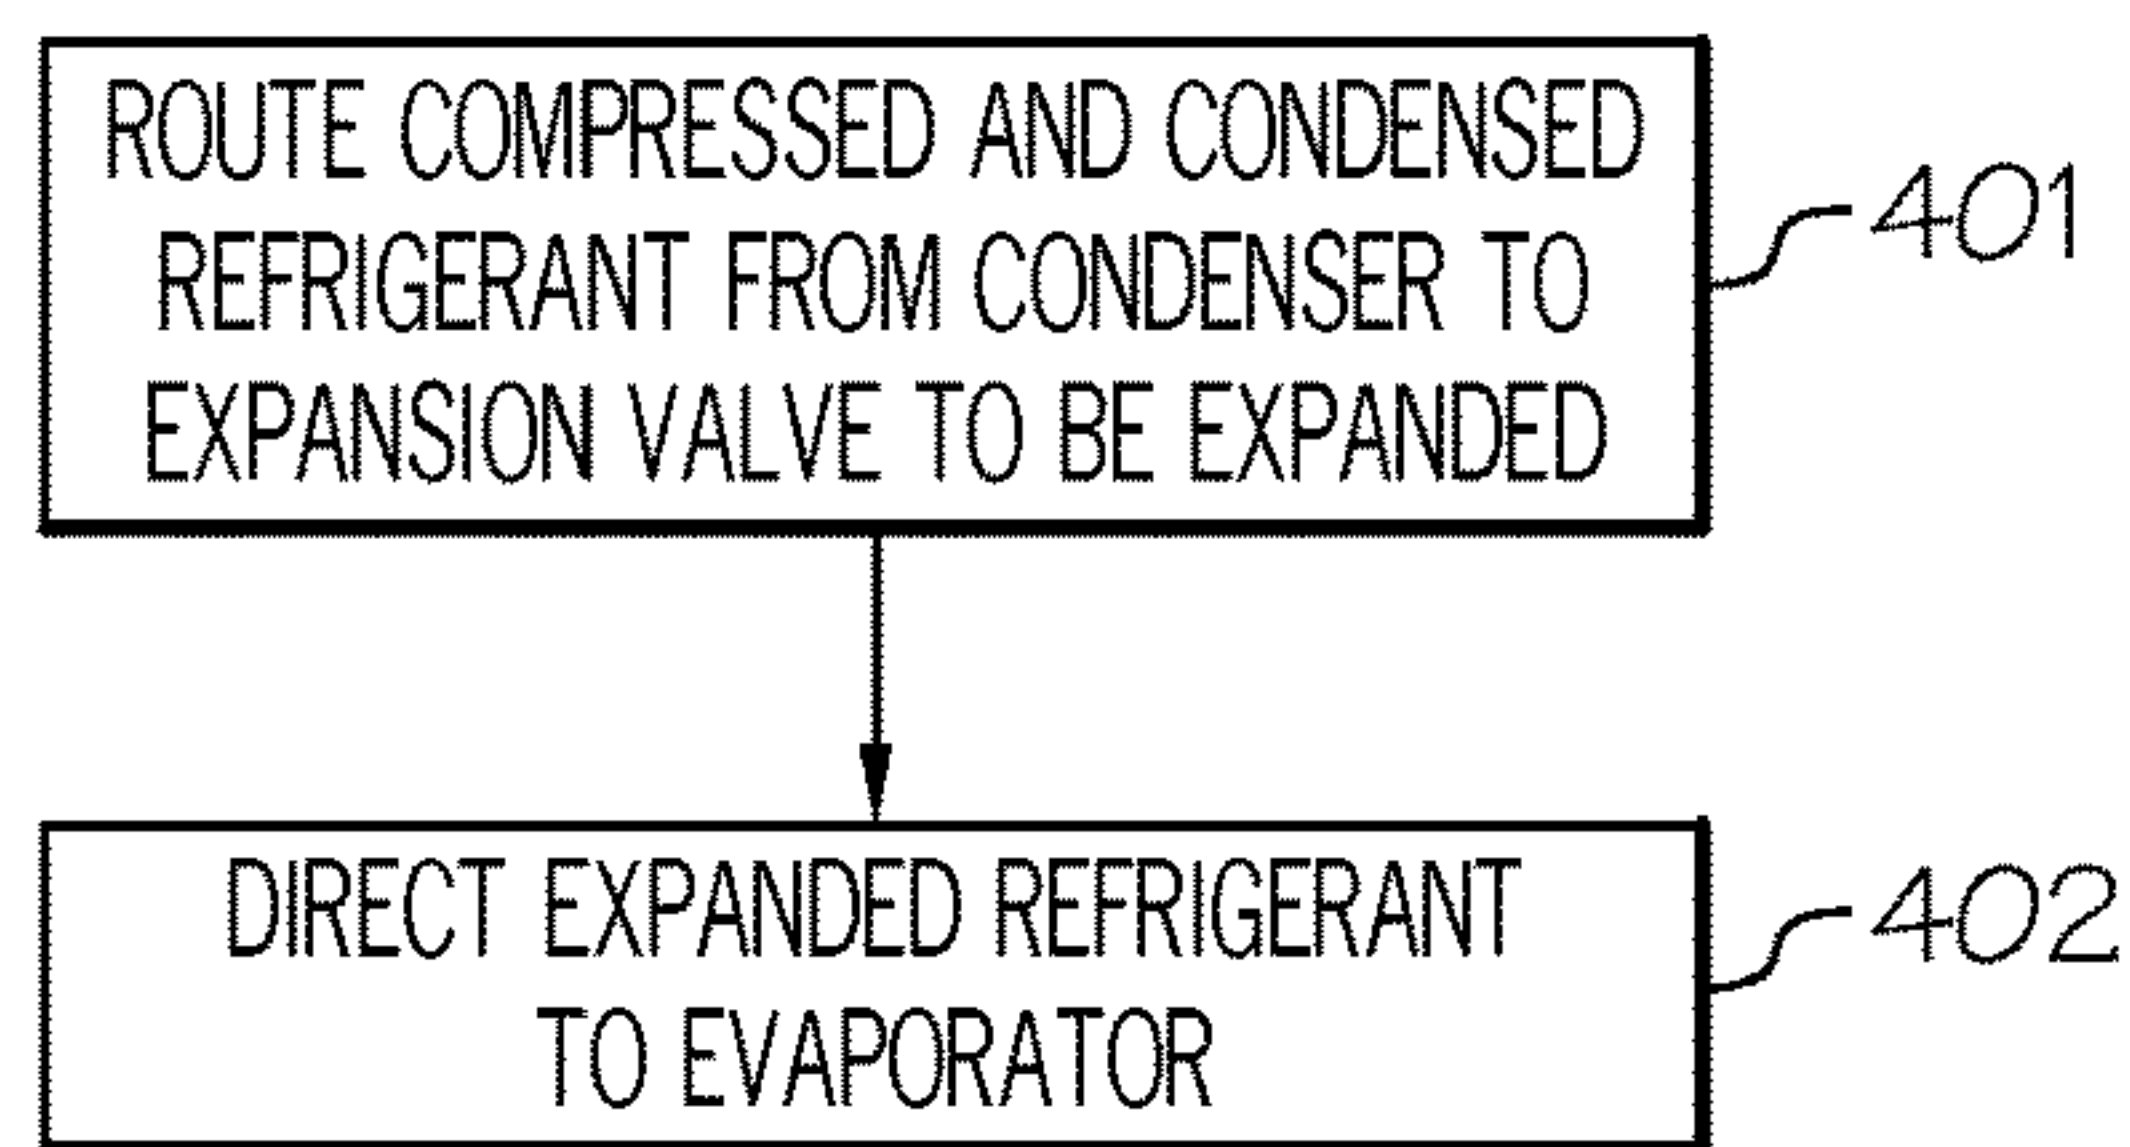 ROUTE COMPRESSED AND CONDENSED
REFRIGERANT FROM CONDENSER TO
EXPANSION VALVE TO BE EXPANDED
401
DIRECT EXPANDED REFRIGERANT
TO EVAPORATOR
402